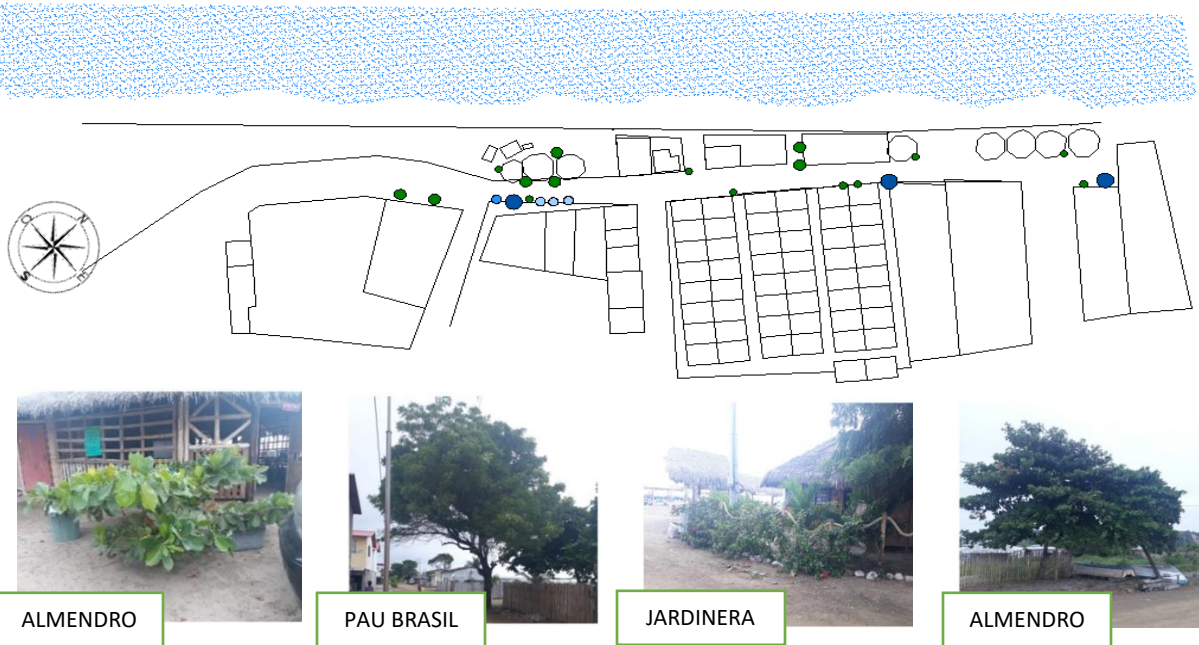 O N
S E
ALMENDRO
PAU BRASIL
JARDINERA
ALMENDRO